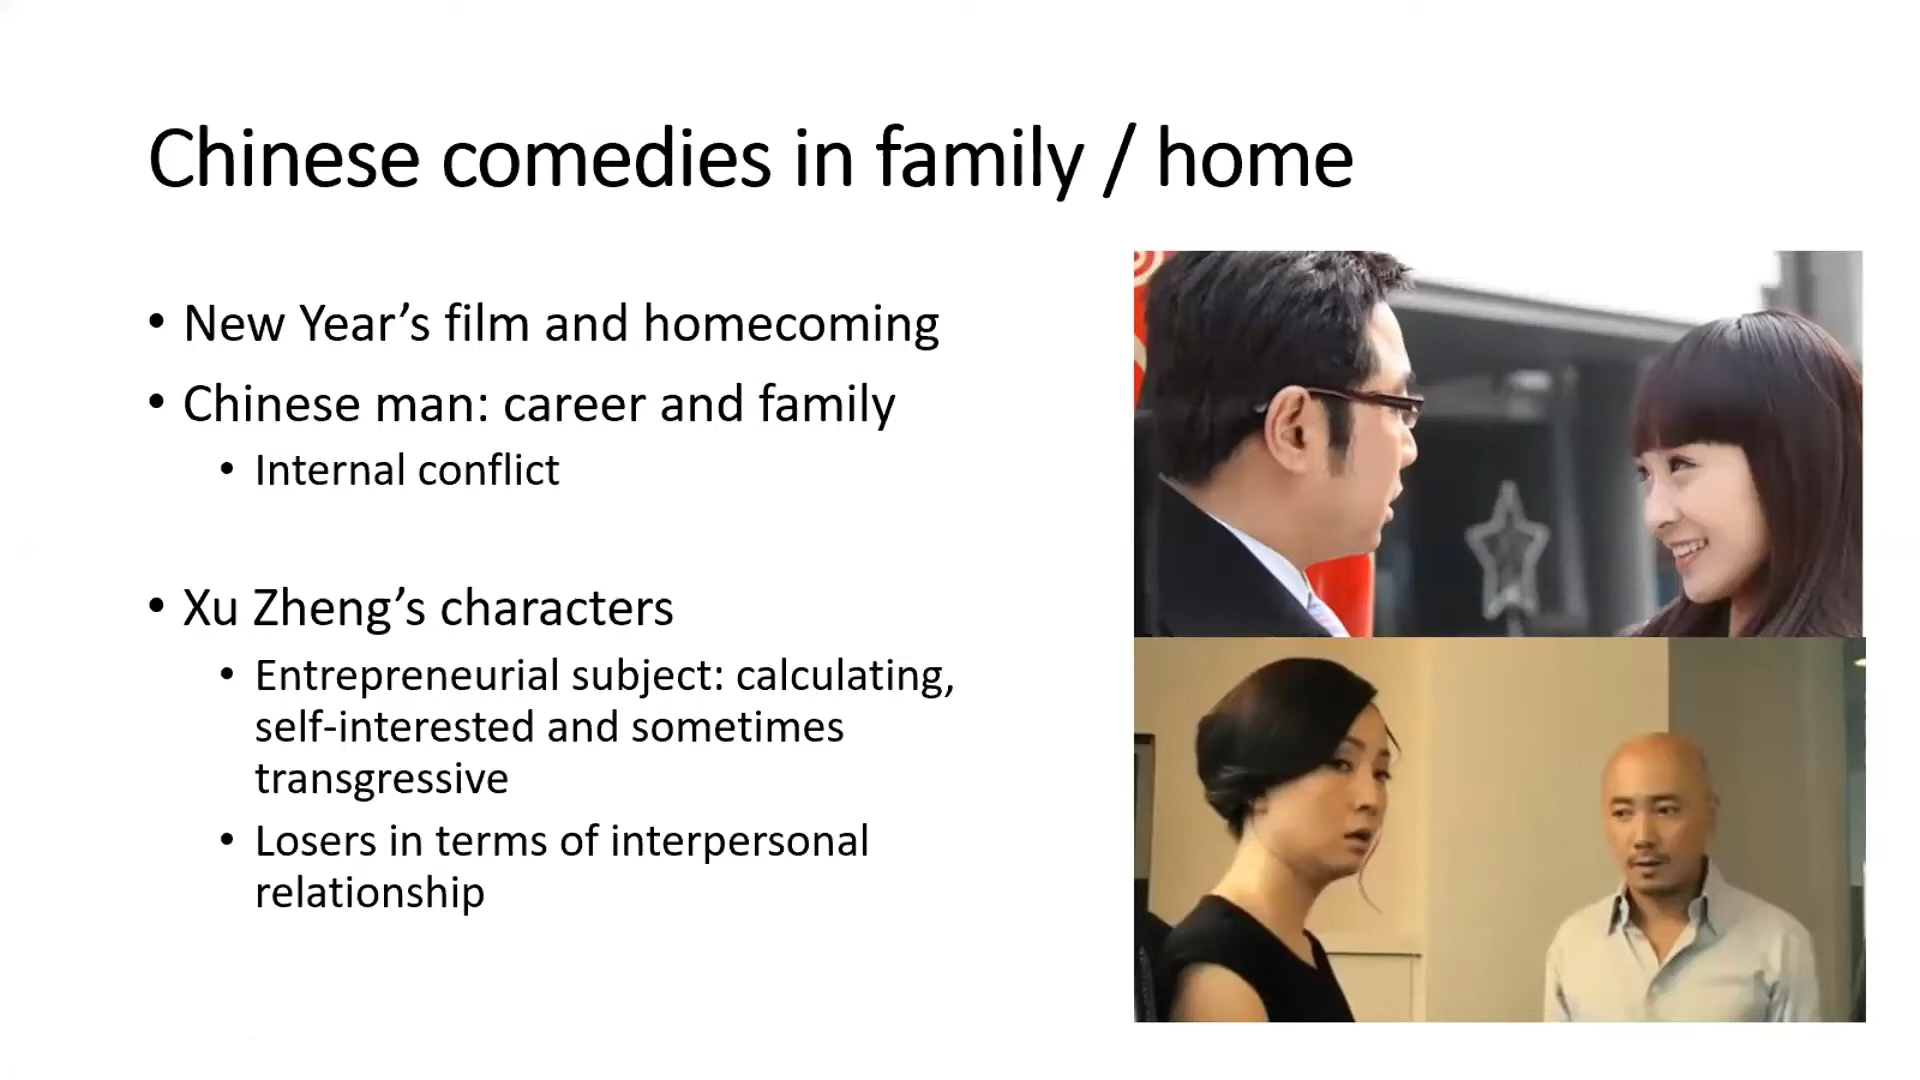 Chinese comedies in family / home
• New Year’s film and homecoming
• Chinese man: career and family
• Internal conflict
• Xu Zheng’s characters
• Entrepreneurial subject: calculating,
self-interested and sometimes
transgressive
• Losers in terms of interpersonal
relationship